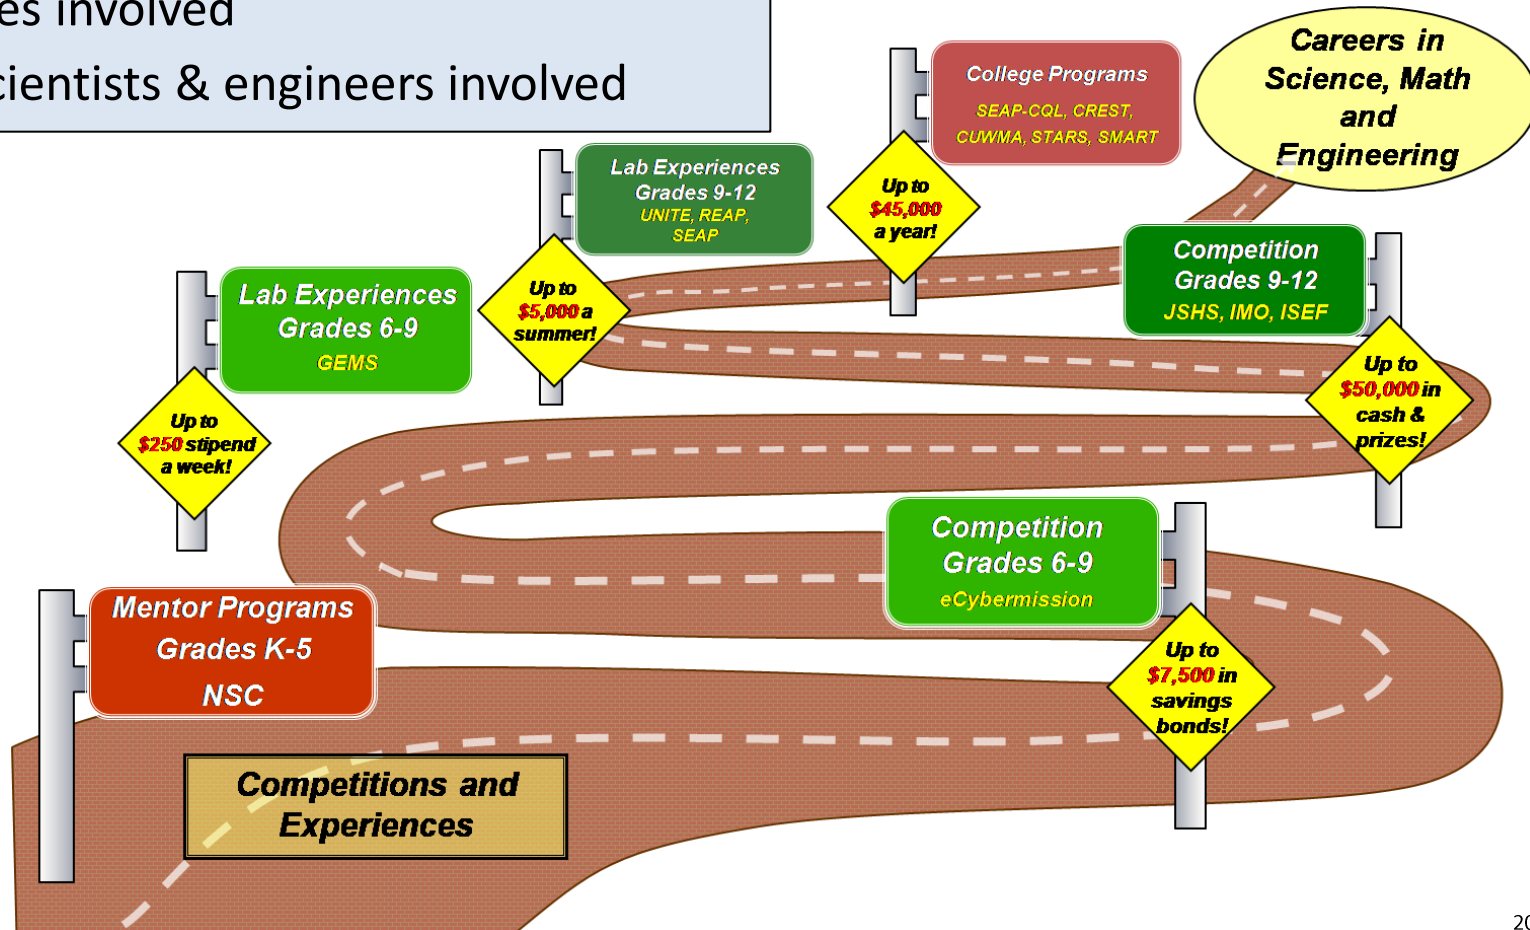 es involved
cientists & engineers involved
Careers in
Science, Math
and
Engineering
College Programs
SEAP-CQL, CREST,
CUWMA, STARS, SMART
Up to
$45,000
a year!
Lab Experiences
Grades 9-12
UNITE, REAP,
SEAP
Up to
$5,000 a
summer!
Competition
Grades 9-12
JSHS, IMO, ISEF
Up to
$50,000 in
cash &
prizes!
Lab Experiences
Grades 6-9
GEMS
Up to
$250 stipend
a week!
Competition
Grades 6-9
eCybermission
Up to
$7,500 in
savings
bonds!
Mentor Programs
Grades K-5
NSC
Competitions and
Experiences
20